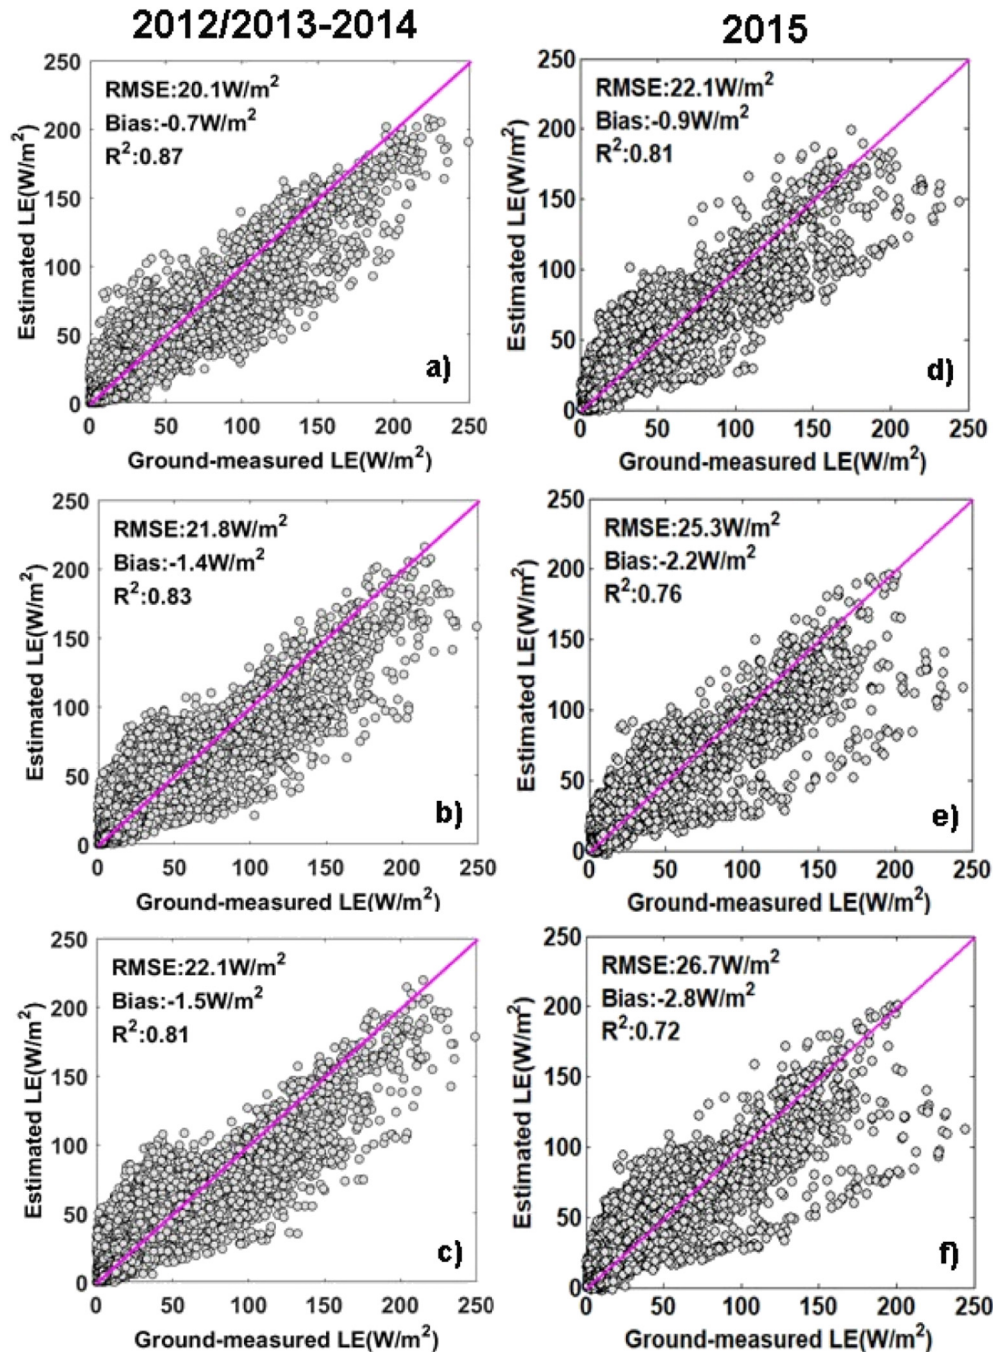 2012/2013-2014
2015
250
200
150
100
50
0
Estimated LE(W/m²)
RMSE:20.1W/m²
Bias:-0.7W/m²
R²:0.87
a)
0 50 100 150 200 250
Ground-measured LE(W/m²)
250
200
150
100
50
0
Estimated LE(W/m²)
RMSE:22.1W/m²
Bias:-0.9W/m²
R²:0.81
d)
0 50 100 150 200 250
Ground-measured LE(W/m²)
250
200
150
100
50
0
Estimated LE(W/m²)
RMSE:21.8W/m²
Bias:-1.4W/m²
R²:0.83
b)
0 50 100 150 200 250
Ground-measured LE(W/m²)
250
200
150
100
50
0
Estimated LE(W/m²)
RMSE:25.3W/m²
Bias:-2.2W/m²
R²:0.76
e)
0 50 100 150 200 250
Ground-measured LE(W/m²)
250
200
150
100
50
0
Estimated LE(W/m²)
RMSE:22.1W/m²
Bias:-1.5W/m²
R²:0.81
c)
0 50 100 150 200 250
Ground-measured LE(W/m²)
250
200
150
100
50
0
Estimated LE(W/m²)
RMSE:26.7W/m²
Bias:-2.8W/m²
R²:0.72
f)
0 50 100 150 200 250
Ground-measured LE(W/m²)